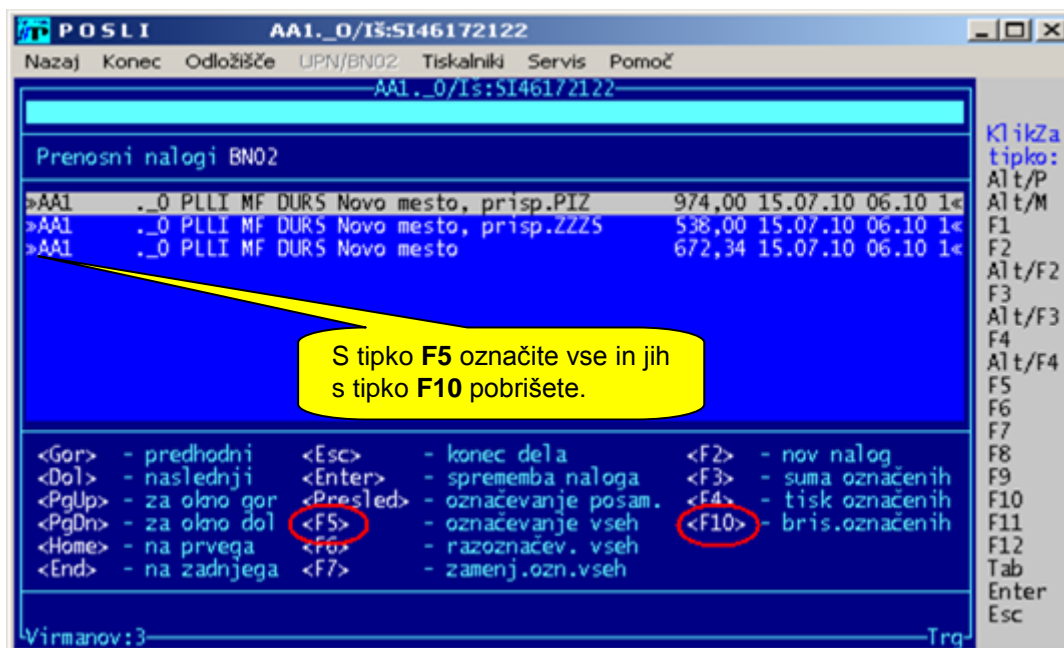 POSLI AA1._0/Iš:SI46172122
Nazaj Konec Odložišče UPN/BN02 Tiskalniki Servis Pomoč
AA1._0/Iš:SI46172122
Prenosni nalogi BN02
»AA1 ._0 PLLI MF DURS Novo mesto, prisp.PIZ 974,00 15.07.10 06.10 1«
»AA1 ._0 PLLI MF DURS Novo mesto, prisp.ZZZS 538,00 15.07.10 06.10 1«
»AA1 ._0 PLLI MF DURS Novo mesto 672,34 15.07.10 06.10 1«
S tipko F5 označite vse in jih
s tipko F10 pobrišete.
<Gor> - predhodni <Esc> - konec dela <F2> - nov nalog
<Dol> - naslednji <Enter> - sprememba naloga <F3> - suma označenih
<PgUp> - za okno gor <Presled> - označevanje posam. <F4> - tisk označenih
<PgDn> - za okno dol <F5> - označevanje vseh <F10> - bris.označenih
<Home> - na prvega <F6> - razoznačev. vseh
<End> - na zadnjega <F7> - zamenj.ozn.vseh
Virmanov:3 Trg
KlikZa
tipko:
Alt/P
Alt/M
F1
F2
Alt/F2
F3
Alt/F3
F4
Alt/F4
F5
F6
F7
F8
F9
F10
F11
F12
Tab
Enter
Esc